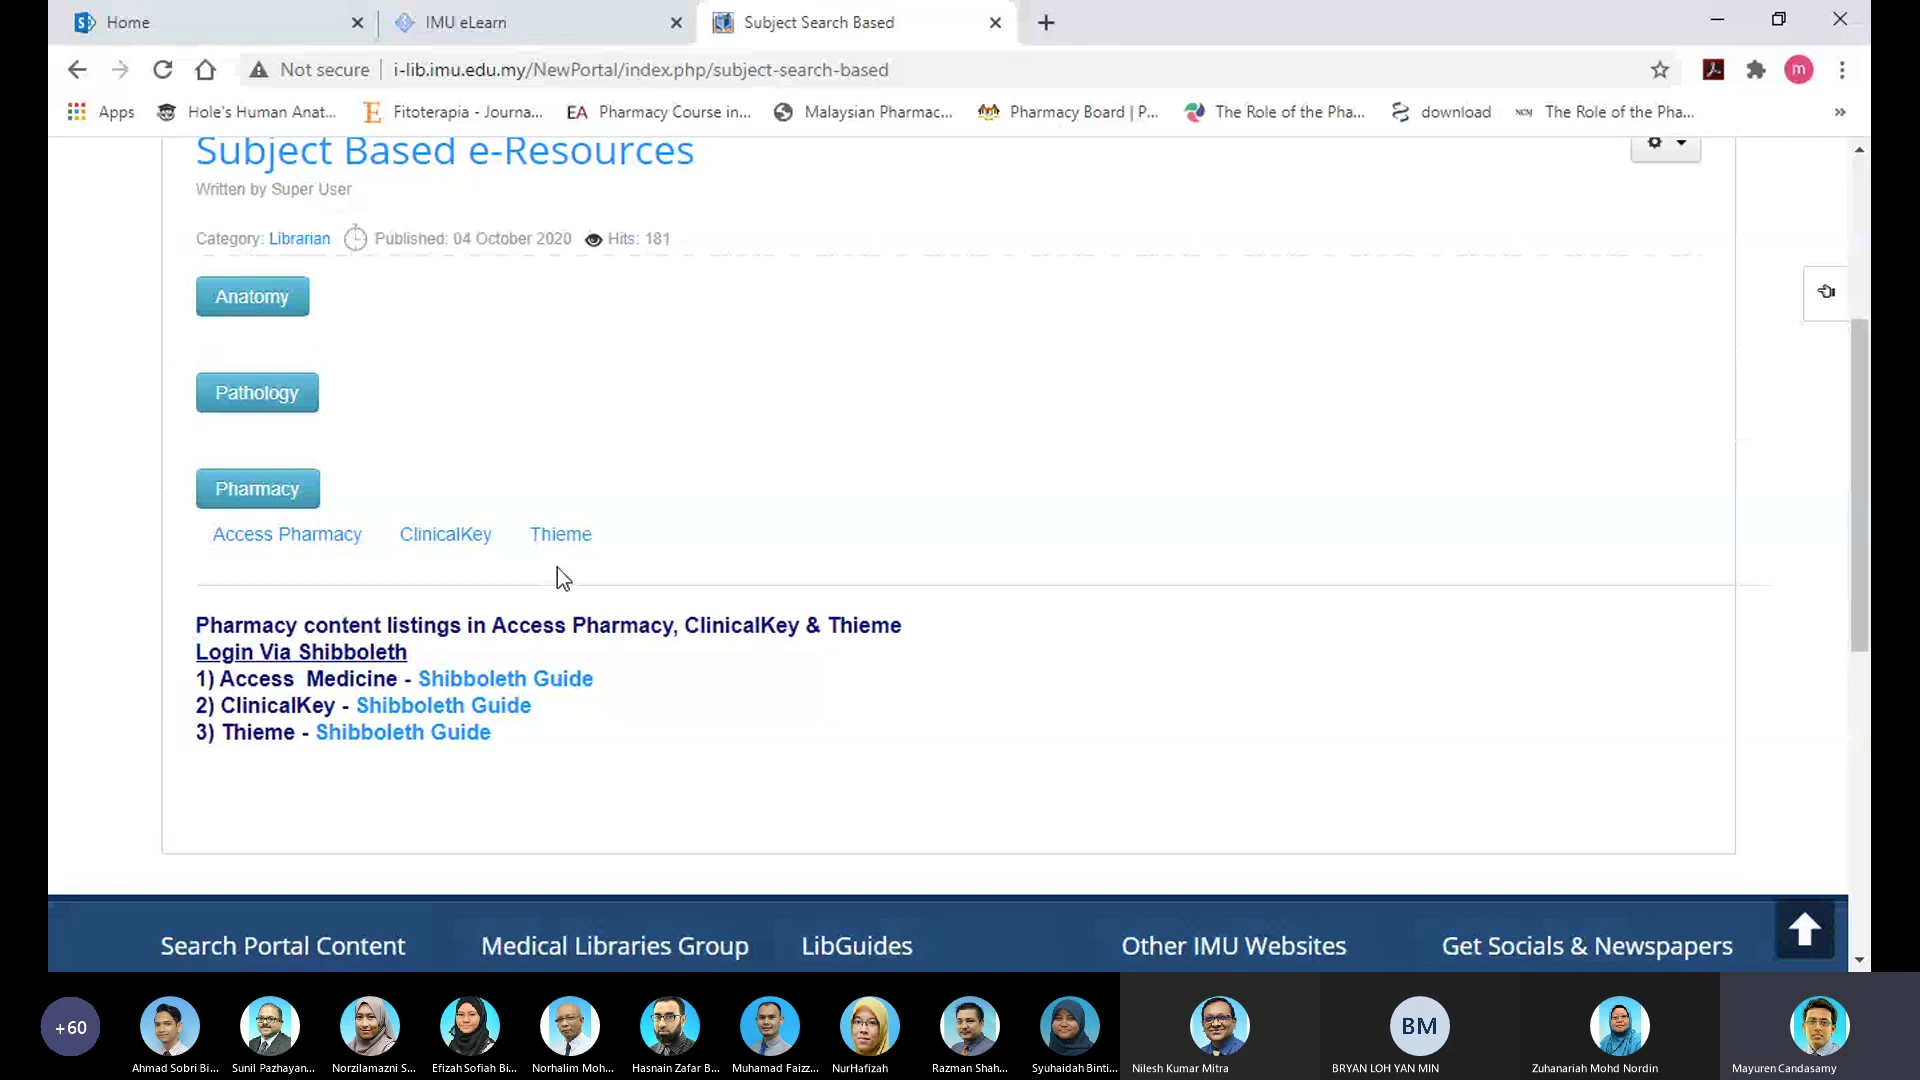 Home
IMU eLearn
Subject Search Based
Not secure
i-lib.imu.edu.my/NewPortal/index.php/subject-search-based
m
Apps
Hole's Human Anat...
Fitoterapia - Journa...
EA Pharmacy Course in...
Malaysian Pharmac...
Pharmacy Board | P...
The Role of the Pha...
download
The Role of the Pha...
Subject Based e-Resources
Written by Super User
Category: Librarian Published: 04 October 2020 Hits: 181
Anatomy
Pathology
Pharmacy
Access Pharmacy ClinicalKey Thieme
Pharmacy content listings in Access Pharmacy, ClinicalKey & Thieme
Login Via Shibboleth
1) Access Medicine - Shibboleth Guide
2) ClinicalKey - Shibboleth Guide
3) Thieme - Shibboleth Guide
Search Portal Content
Medical Libraries Group
LibGuides
Other IMU Websites
Get Socials & Newspapers
+60
BM
Ahmad Sobri Bi...
Sunil Pazhayan...
Norzilamazni S...
Efizah Sofiah Bi...
Norhalim Moh...
Hasnain Zafar B...
Muhamad Faizz...
NurHafizah
Razman Shah...
Syuhaidah Binti...
Nilesh Kumar Mitra
BRYAN LOH YAN MIN
Zuhanariah Mohd Nordin
Mayuren Candasamy